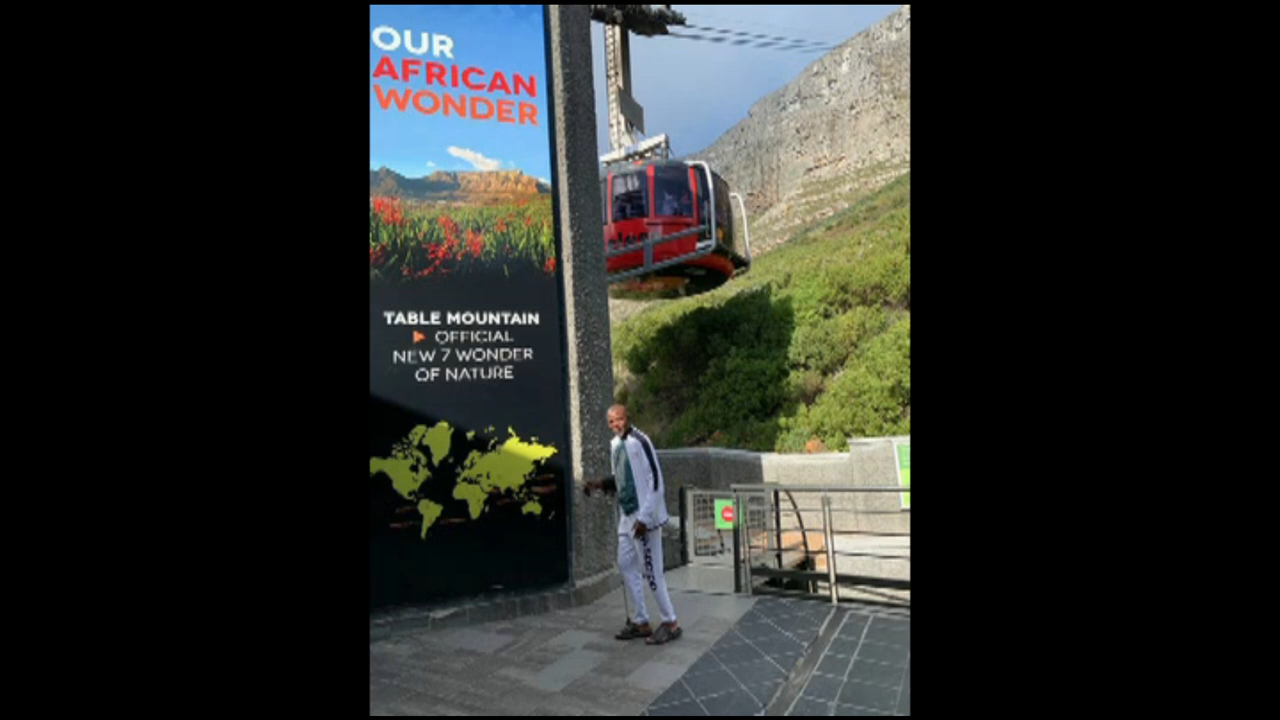 OUR
AFRICAN
WONDER
TABLE MOUNTAIN
OFFICIAL
NEW 7 WONDER
OF NATURE